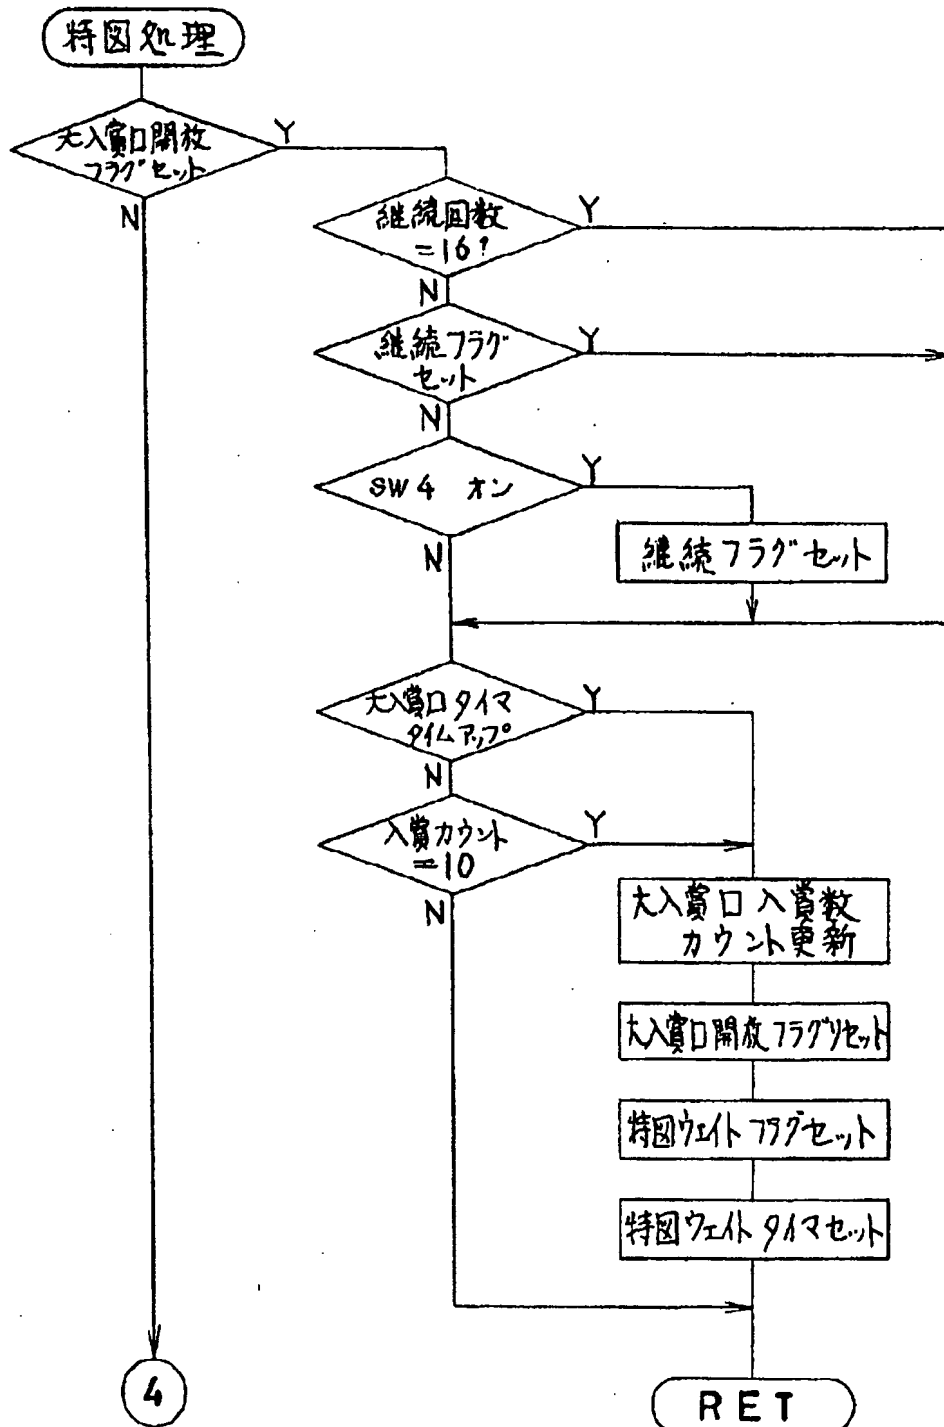 特図処理
大入賞口開放
フラグセット
Y
N
継続回数
=16?
Y
N
継続フラグ
セット
Y
N
SW4 オン
Y
N
継続フラグセット
大入賞口タイマ
タイムアップ
Y
N
入賞カウント
=10
Y
N
大入賞口入賞数
カウント更新
大入賞口開放フラグリセット
特図ウェイトフラグセット
特図ウェイトタイマセット
4
RET